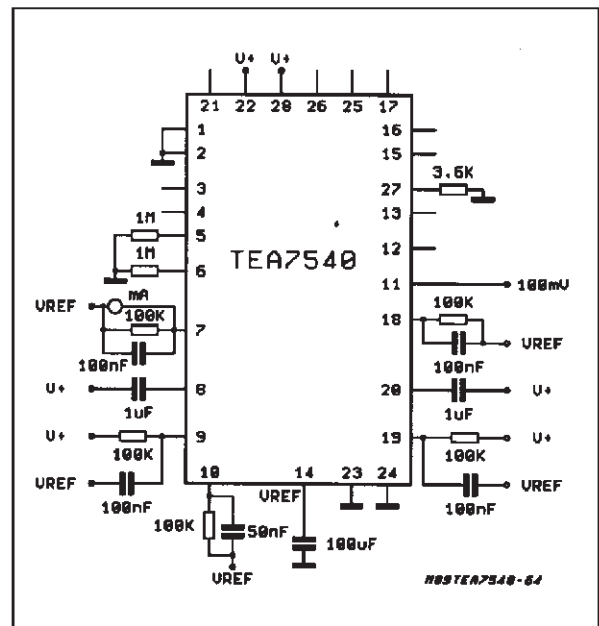 V+ V+
21 22 28 26 25 17
1 16
2 15
3.6K
3 27
4 13
1M
5 12
1M
6 TEA7540 11 100mV
mA
VREF 100K 7
100nF
18 100K
100nF VREF
V+ 1uF 8
20 1uF V+
V+ 100K 9
VREF 100nF
19 100K V+
100nF VREF
10 14 23 24
VREF
100K 50nF 100uF
VREF
M89TEA7540-64